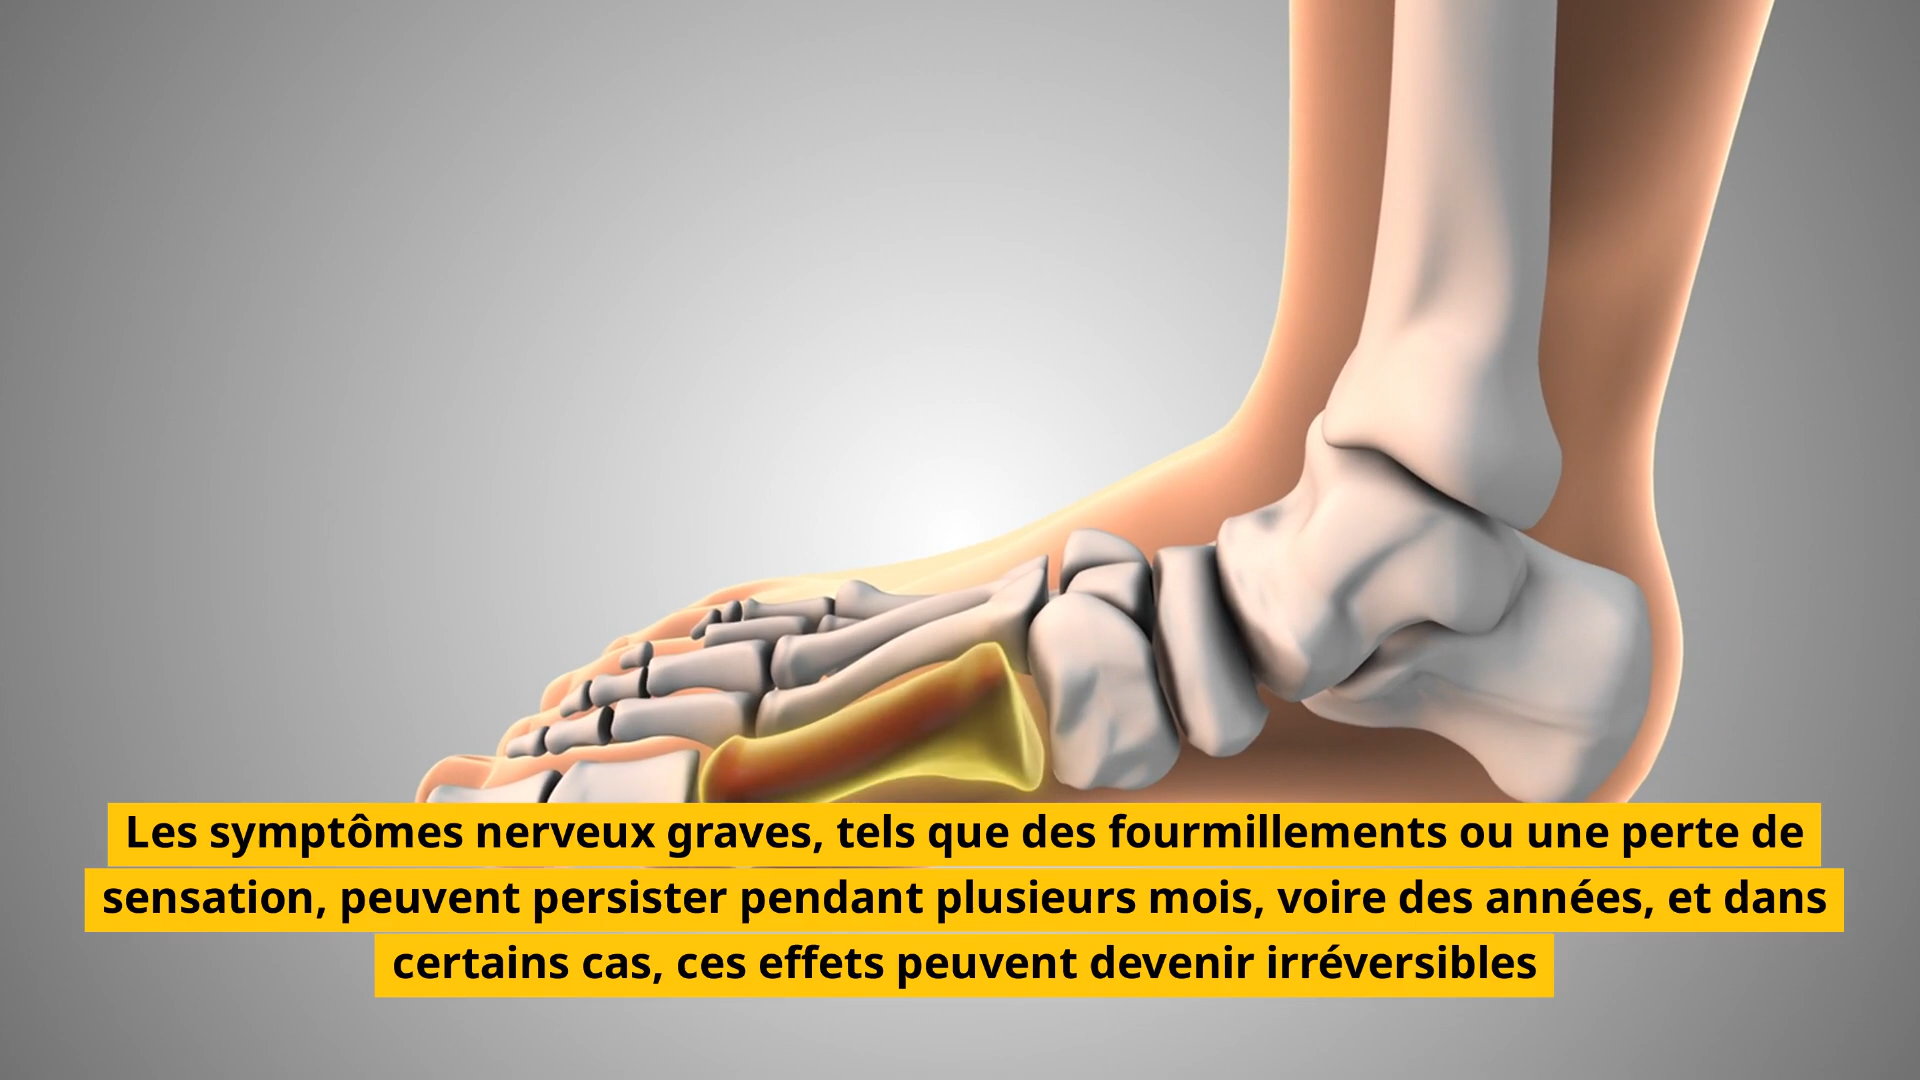 Les symptômes nerveux graves, tels que des fourmillements ou une perte de
sensation, peuvent persister pendant plusieurs mois, voire des années, et dans
certains cas, ces effets peuvent devenir irréversibles